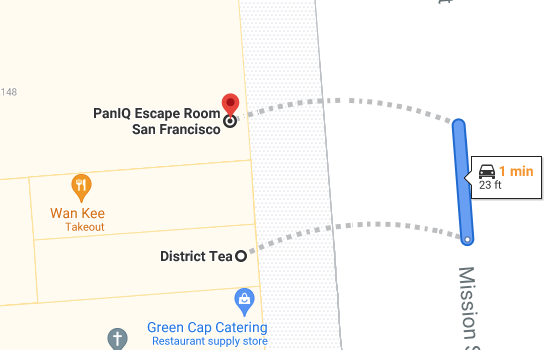 148
PanIQ Escape Room
San Francisco
1 min
23 ft
Wan Kee
Takeout
District Tea
Mission S
Green Cap Catering
Restaurant supply store